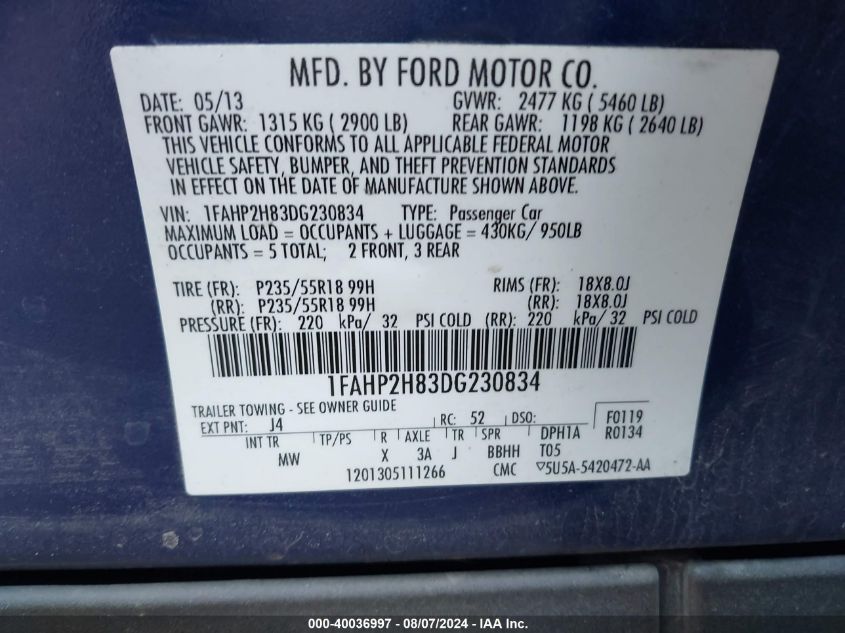 MFD. BY FORD MOTOR CO.
DATE: 05/13 GVWR: 2477 KG ( 5460 LB)
FRONT GAWR: 1315 KG ( 2900 LB) REAR GAWR: 1198 KG ( 2640 LB)
THIS VEHICLE CONFORMS TO ALL APPLICABLE FEDERAL MOTOR
VEHICLE SAFETY, BUMPER, AND THEFT PREVENTION STANDARDS
IN EFFECT ON THE DATE OF MANUFACTURE SHOWN ABOVE.
VIN: 1FAHP2H83DG230834 TYPE: Passenger Car
MAXIMUM LOAD = OCCUPANTS + LUGGAGE = 430KG/ 950LB
OCCUPANTS = 5 TOTAL; 2 FRONT, 3 REAR
TIRE (FR): P235/55R18 99H RIMS (FR): 18X8.0J
(RR): P235/55R18 99H (RR): 18X8.0J
PRESSURE (FR): 220 kPa/ 32 PSI COLD (RR): 220 kPa/ 32 PSI COLD
1FAHP2H83DG230834
TRAILER TOWING - SEE OWNER GUIDE
EXT PNT: J4 RC: 52 DSO: F0119
INT TR TP/PS R AXLE TR SPR DPH1A R0134
MW X 3A J BBHH T05
1201305111266 CMC ▽5U5A-5420472-AA
000-40036997 - 08/07/2024 - IAA Inc.